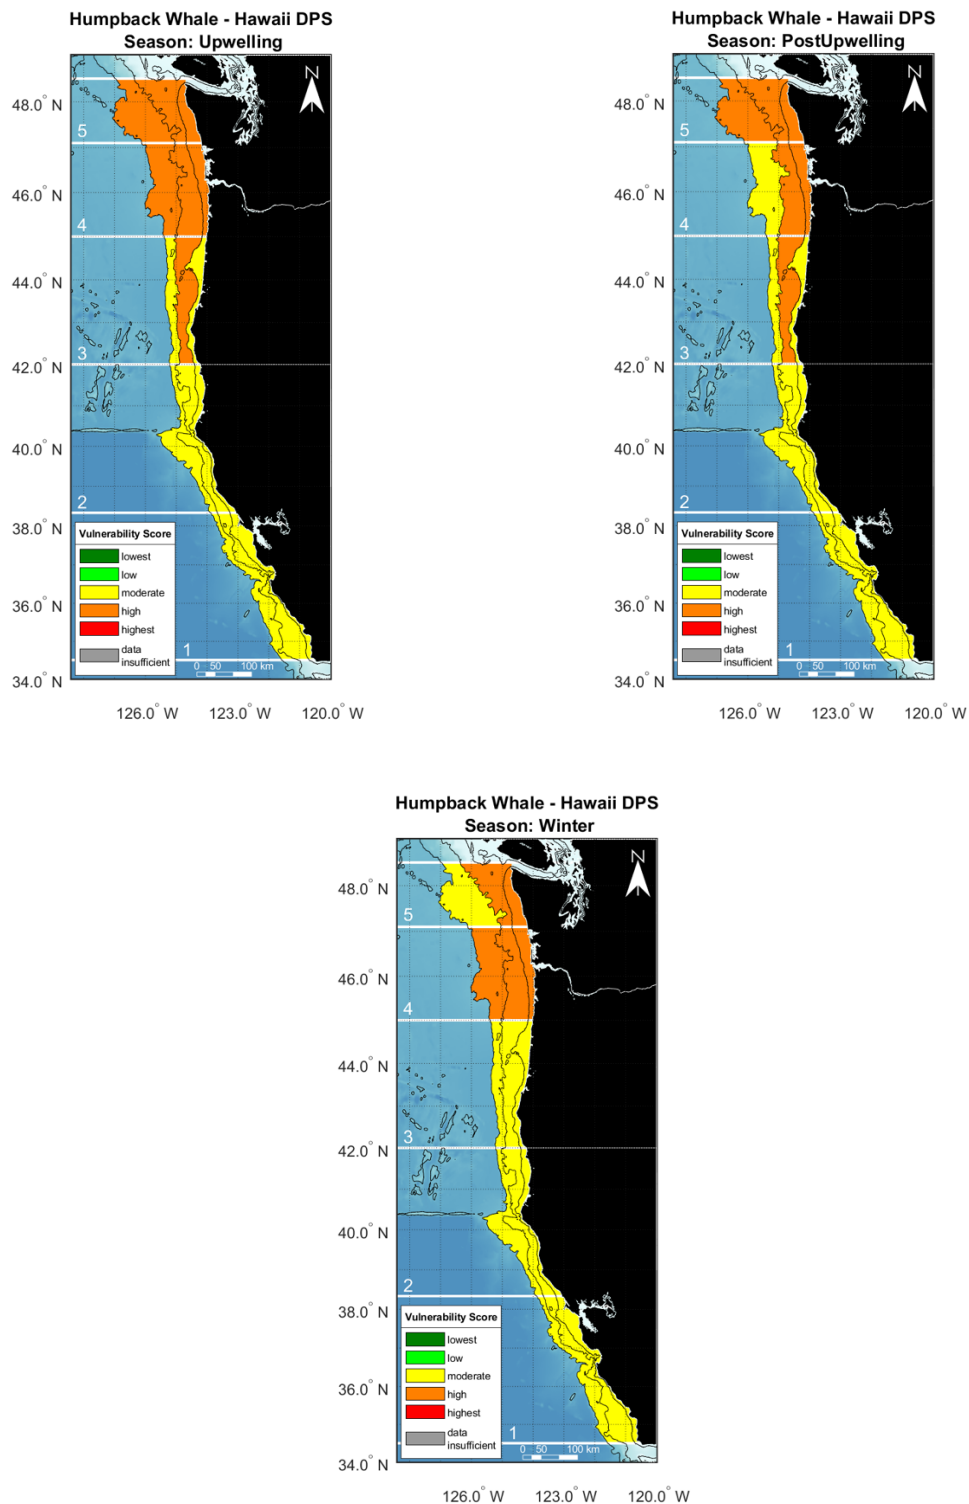 Humpback Whale - Hawaii DPS
Season: Upwelling
N
48.0° N
5
46.0° N
4
44.0° N
3
42.0° N
40.0° N
2
38.0° N
Vulnerability Score
lowest
low
moderate
36.0° N
high
highest
data
insufficient
1
0 50 100 km
34.0° N
126.0° W 123.0° W 120.0° W
Humpback Whale - Hawaii DPS
Season: PostUpwelling
N
48.0° N
5
46.0° N
4
44.0° N
3
42.0° N
40.0° N
2
38.0° N
Vulnerability Score
lowest
low
moderate
36.0° N
high
highest
data
insufficient
1
0 50 100 km
34.0° N
126.0° W 123.0° W 120.0° W
Humpback Whale - Hawaii DPS
Season: Winter
N
48.0° N
5
46.0° N
4
44.0° N
3
42.0° N
40.0° N
2
38.0° N
Vulnerability Score
lowest
low
moderate
36.0° N
high
highest
data
insufficient
1
0 50 100 km
34.0° N
126.0° W 123.0° W 120.0° W